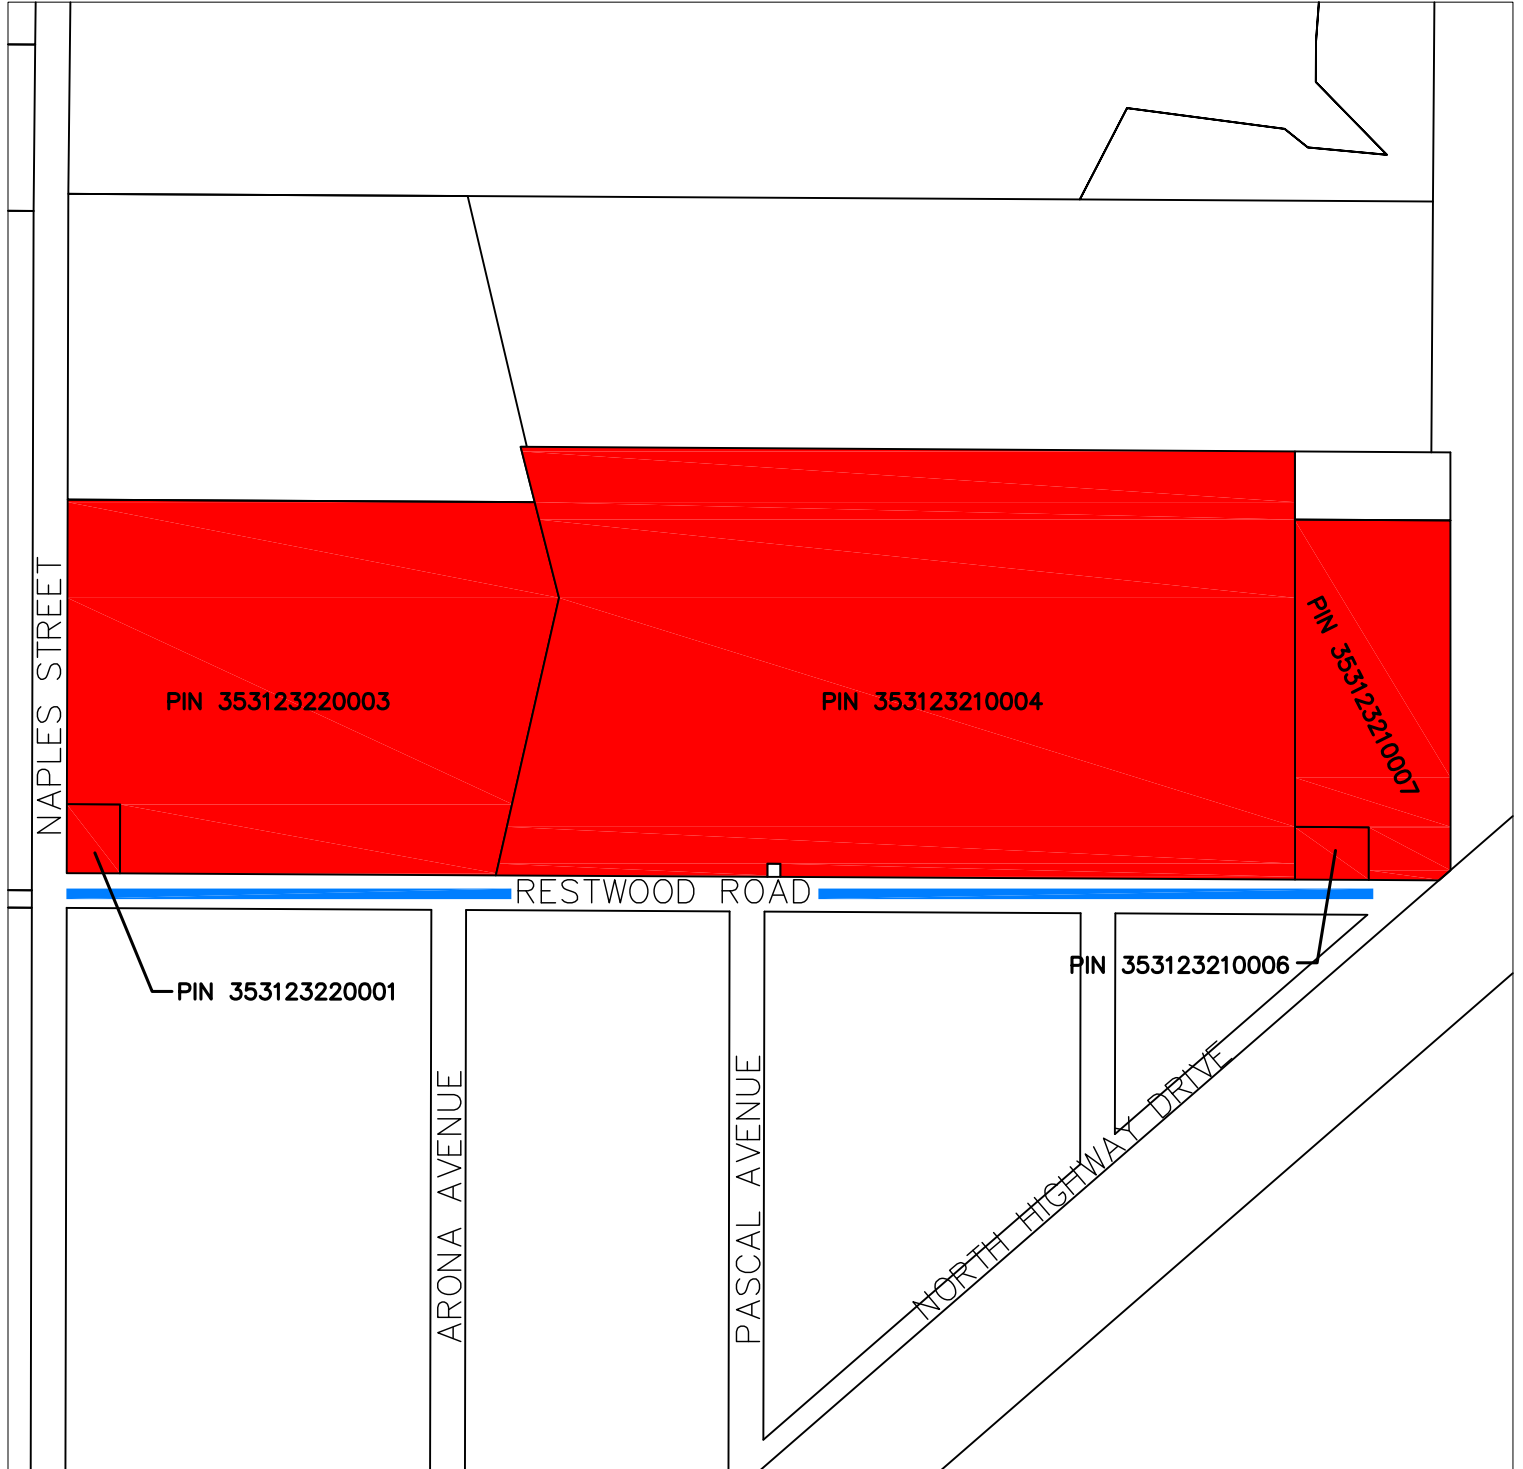 PIN 353123210007
PIN 353123220003
PIN 353123210004
NAPLES STREET
RESTWOOD ROAD
PIN 353123210006
PIN 353123220001
ARONA AVENUE
PASCAL AVENUE
NORTH HIGHWAY DRIVE